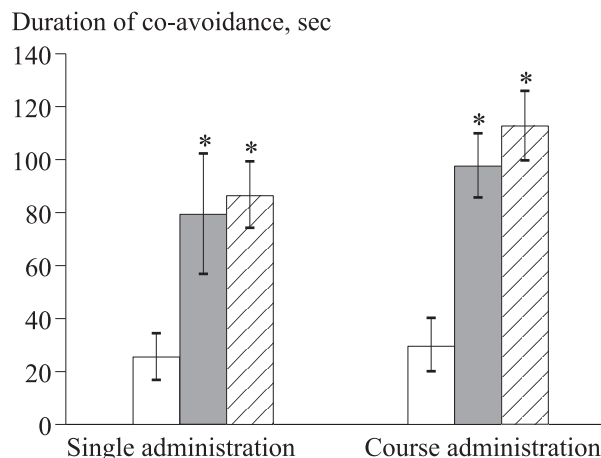 Duration of co-avoidance, sec
140
120
100
80
60
40
20
0
* * * *
Single administration Course administration